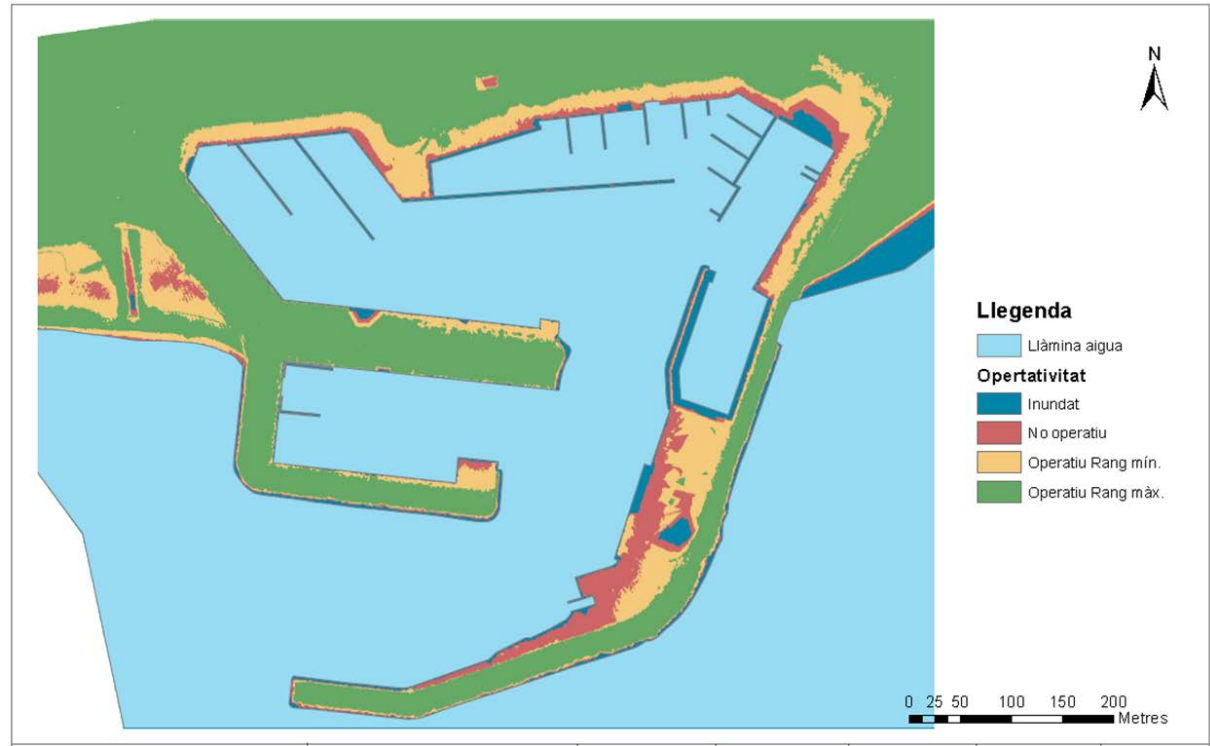 N
Llegenda
Llàmina aigua
Opertativitat
Inundat
No operatiu
Operatiu Rang mín.
Operatiu Rang màx.
0 25 50 100 150 200
Metres